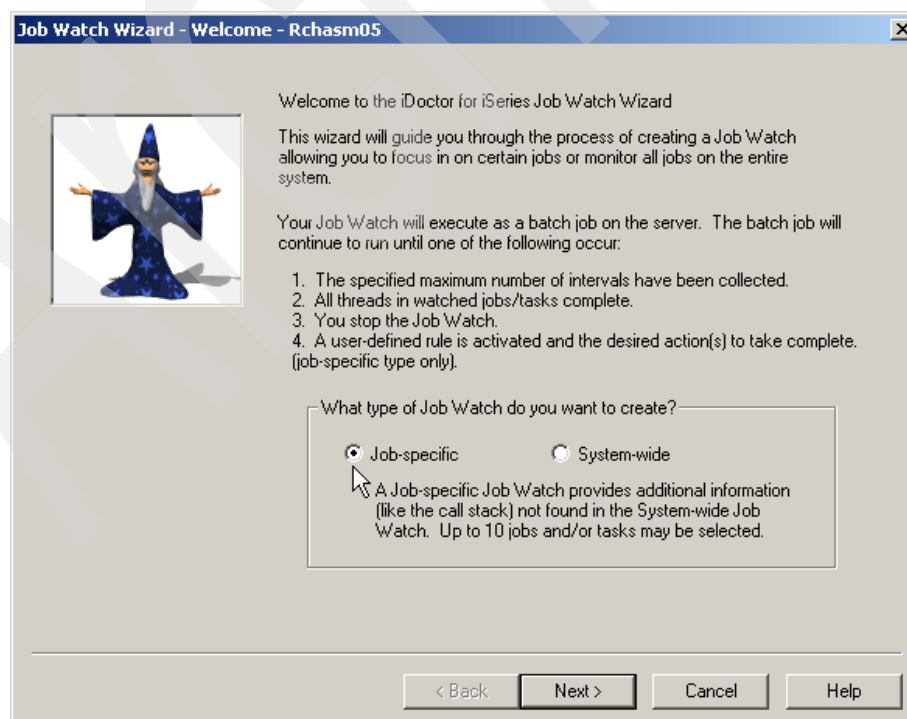 Job Watch Wizard - Welcome - Rchasm05
Welcome to the iDoctor for iSeries Job Watch Wizard
This wizard will guide you through the process of creating a Job Watch
allowing you to focus in on certain jobs or monitor all jobs on the entire
system.
Your Job Watch will execute as a batch job on the server.  The batch job will
continue to run until one of the following occur:
1.  The specified maximum number of intervals have been collected.
2.  All threads in watched jobs/tasks complete.
3.  You stop the Job Watch.
4.  A user-defined rule is activated and the desired action(s) to take complete.
(job-specific type only).
What type of Job Watch do you want to create?
Job-specific
System-wide
A Job-specific Job Watch provides additional information
(like the call stack) not found in the System-wide Job
Watch.  Up to 10 jobs and/or tasks may be selected.
< Back
Next >
Cancel
Help